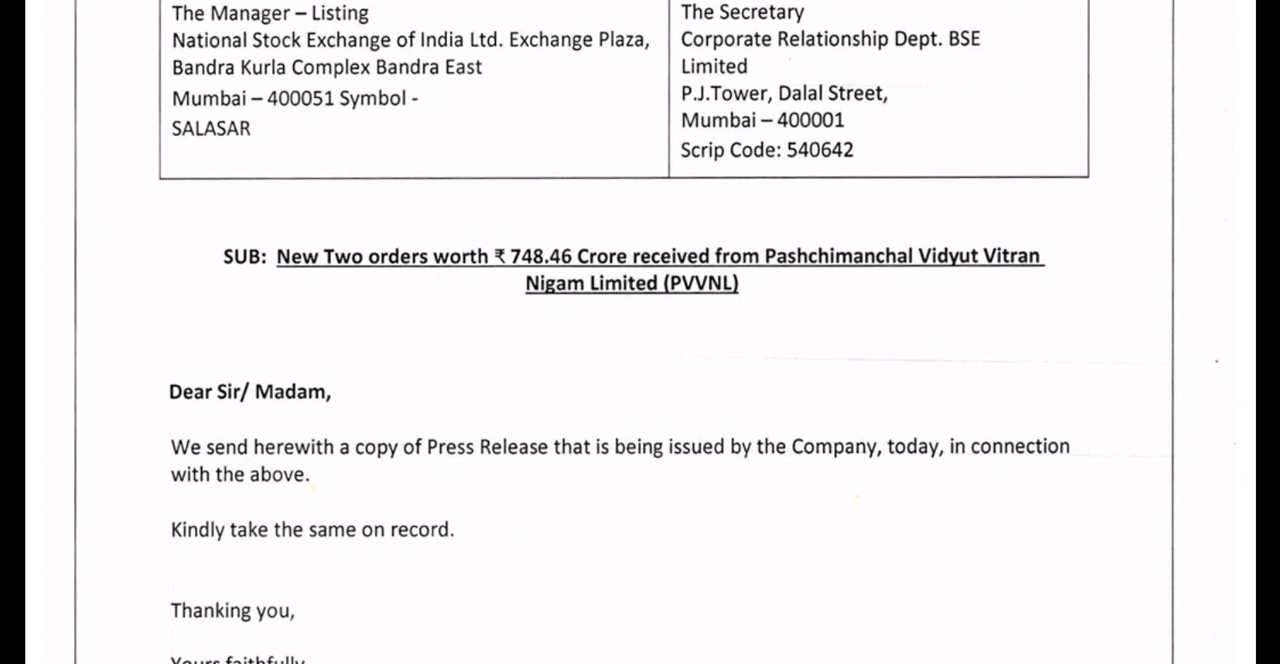 The Manager – Listing
National Stock Exchange of India Ltd. Exchange Plaza,
Bandra Kurla Complex Bandra East
Mumbai – 400051 Symbol -
SALASAR
The Secretary
Corporate Relationship Dept. BSE
Limited
P.J.Tower, Dalal Street,
Mumbai – 400001
Scrip Code: 540642
SUB: New Two orders worth ₹ 748.46 Crore received from Pashchimanchal Vidyut Vitran
Nigam Limited (PVVNL)
Dear Sir/ Madam,
We send herewith a copy of Press Release that is being issued by the Company, today, in connection
with the above.
Kindly take the same on record.
Thanking you,
Yours faithfully